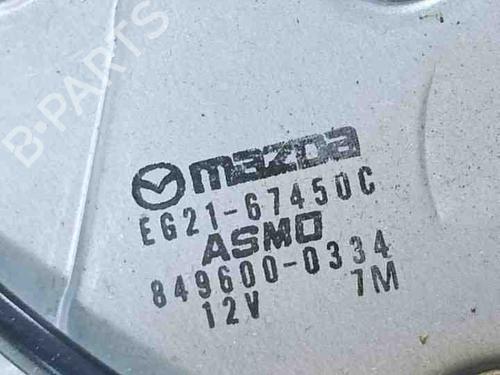 B-PARTS
mazda
EG21-67450C
ASMO
849600-0334
12V 7M